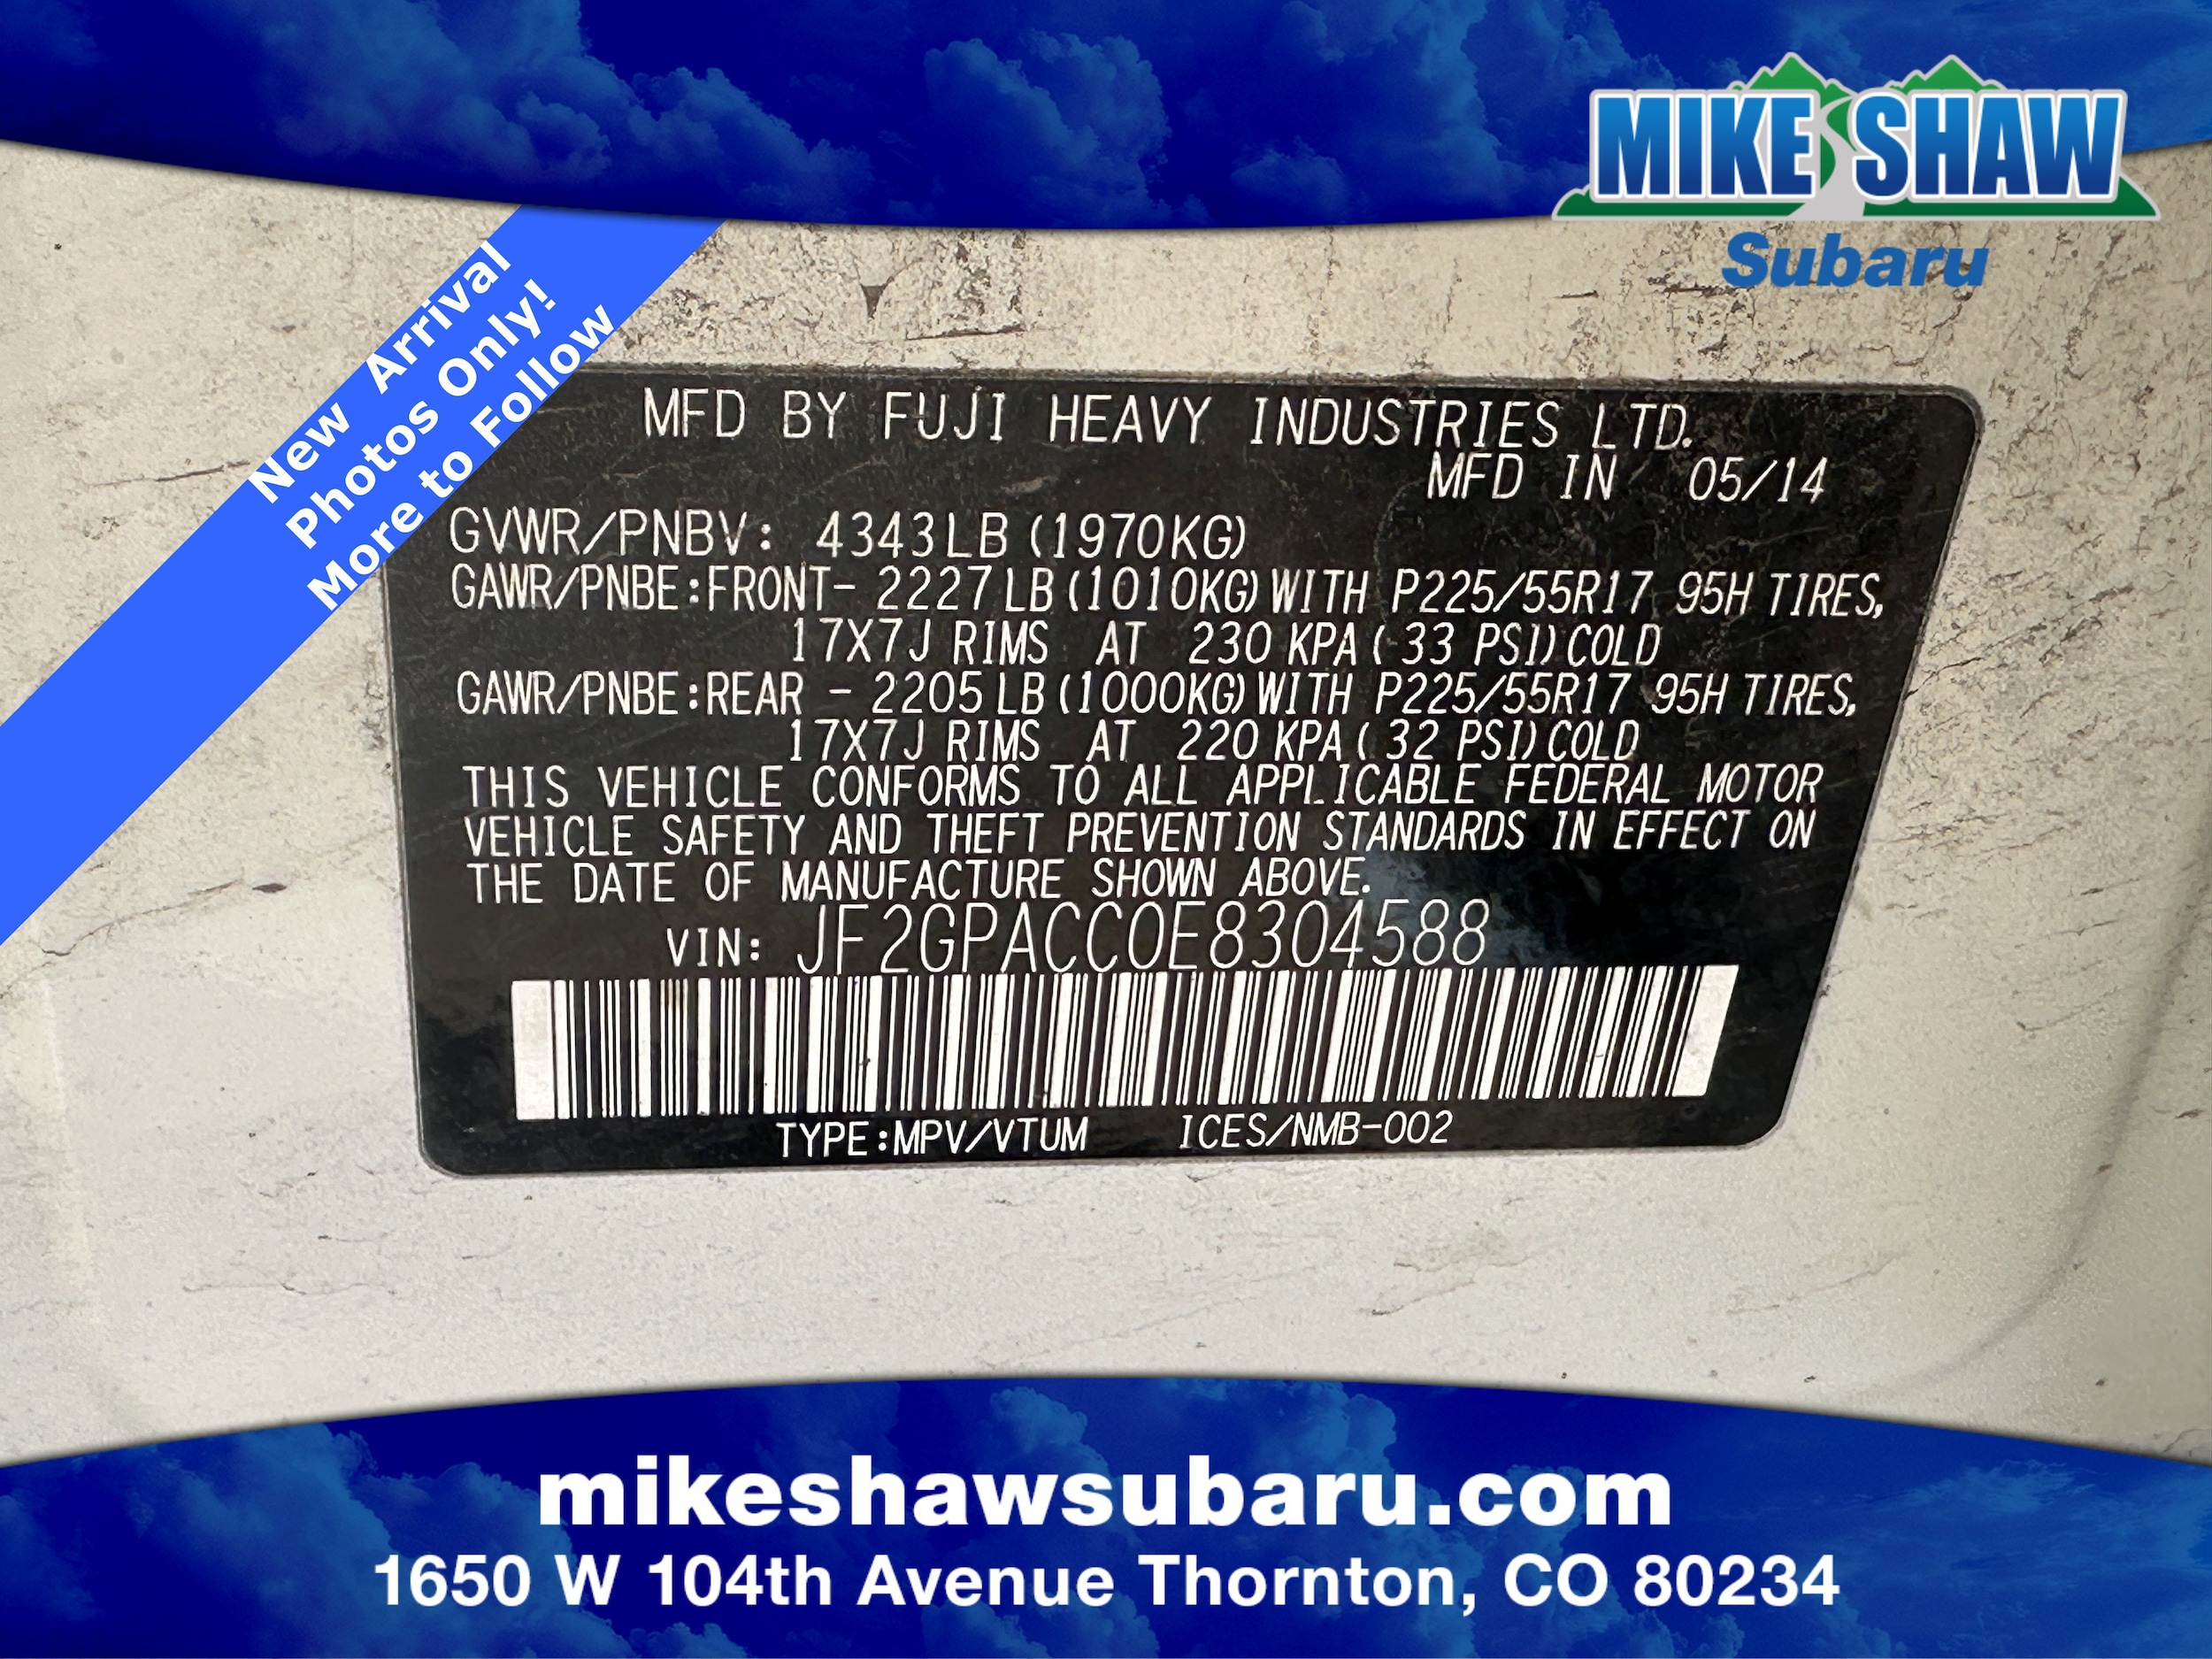 MIKE SHAW
Subaru
New Arrival
Photos Only!
More to Follow
MFD BY FUJI HEAVY INDUSTRIES LTD.
MFD IN 05/14
GVWR/PNBV: 4343LB (1970KG)
GAWR/PNBE:FRONT- 2227 LB (1010KG) WITH P225/55R17 95H TIRES,
17X7J RIMS AT 230 KPA ( 33 PSI) COLD
GAWR/PNBE:REAR - 2205 LB (1000KG) WITH P225/55R17 95H TIRES,
17X7J RIMS AT 220 KPA ( 32 PSI) COLD
THIS VEHICLE CONFORMS TO ALL APPLICABLE FEDERAL MOTOR
VEHICLE SAFETY AND THEFT PREVENTION STANDARDS IN EFFECT ON
THE DATE OF MANUFACTURE SHOWN ABOVE.
VIN: JF2GPACC0E8304588
TYPE:MPV/VTUM ICES/NMB-002
mikeshawsubaru.com
1650 W 104th Avenue Thornton, CO 80234